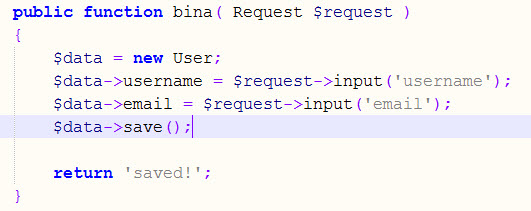 public function bina( Request $request )
{
    $data = new User;
    $data->username = $request->input('username');
    $data->email = $request->input('email');
    $data->save();
    return 'saved!';
}